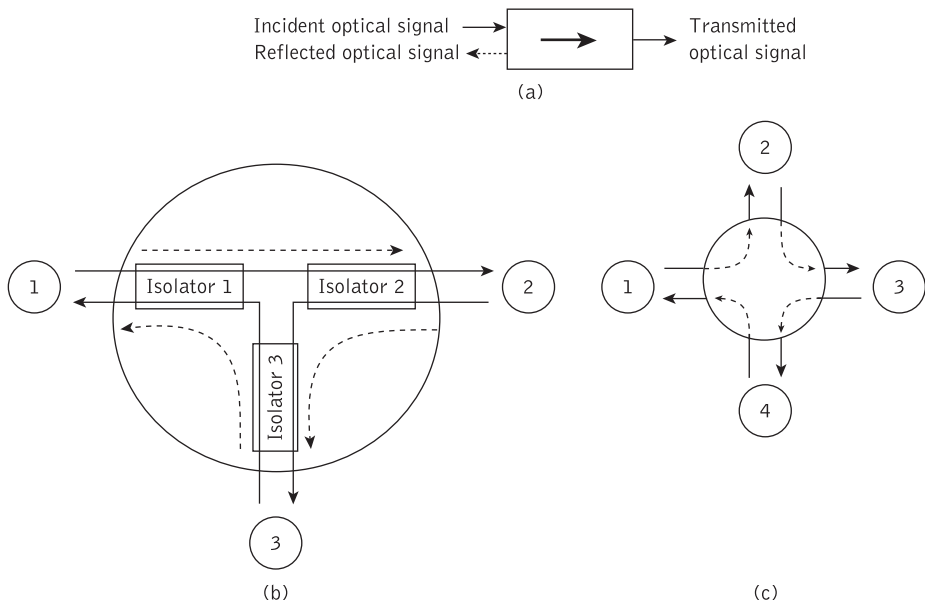 Incident optical signal
Reflected optical signal
Transmitted
optical signal
(a)
1
Isolator 1
Isolator 2
2
Isolator 3
3
(b)
2
1
3
4
(c)